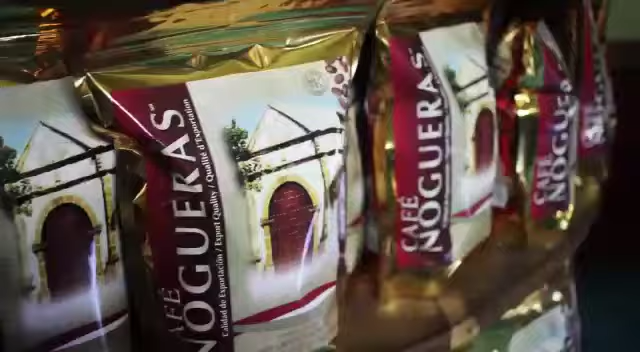 CAFÉ
NOGUERAS
Calidad de Exportación / Export Quality / Qualité d'Exportation
CAFÉ
NOGUERAS
CAFÉ
NOGUERAS